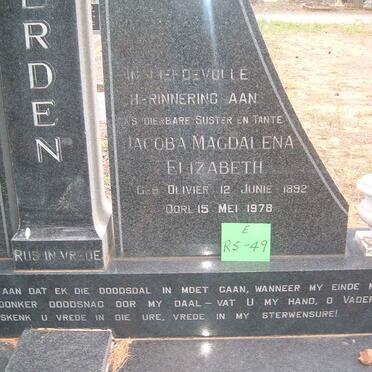 ERDEN
IN LIEFDEVOLLE
HERINNERING AAN
ONS DIERBARE SUSTER EN TANTE
JACOBA MAGDALENA
ELIZABETH
GEB. OLIVIER 12 JUNIE 1892
OORL. 15 MEI 1978
E
RS-49
RUS IN VREDE
AAN DAT EK DIE DOODSDAL IN MOET GAAN, WANNEER MY EINDE
DONKER DOODSNAG OOR MY DAAL - VAT U MY HAND, O VADER
SKENK U VREDE IN DIE URE, VREDE IN MY STERWENSURE!